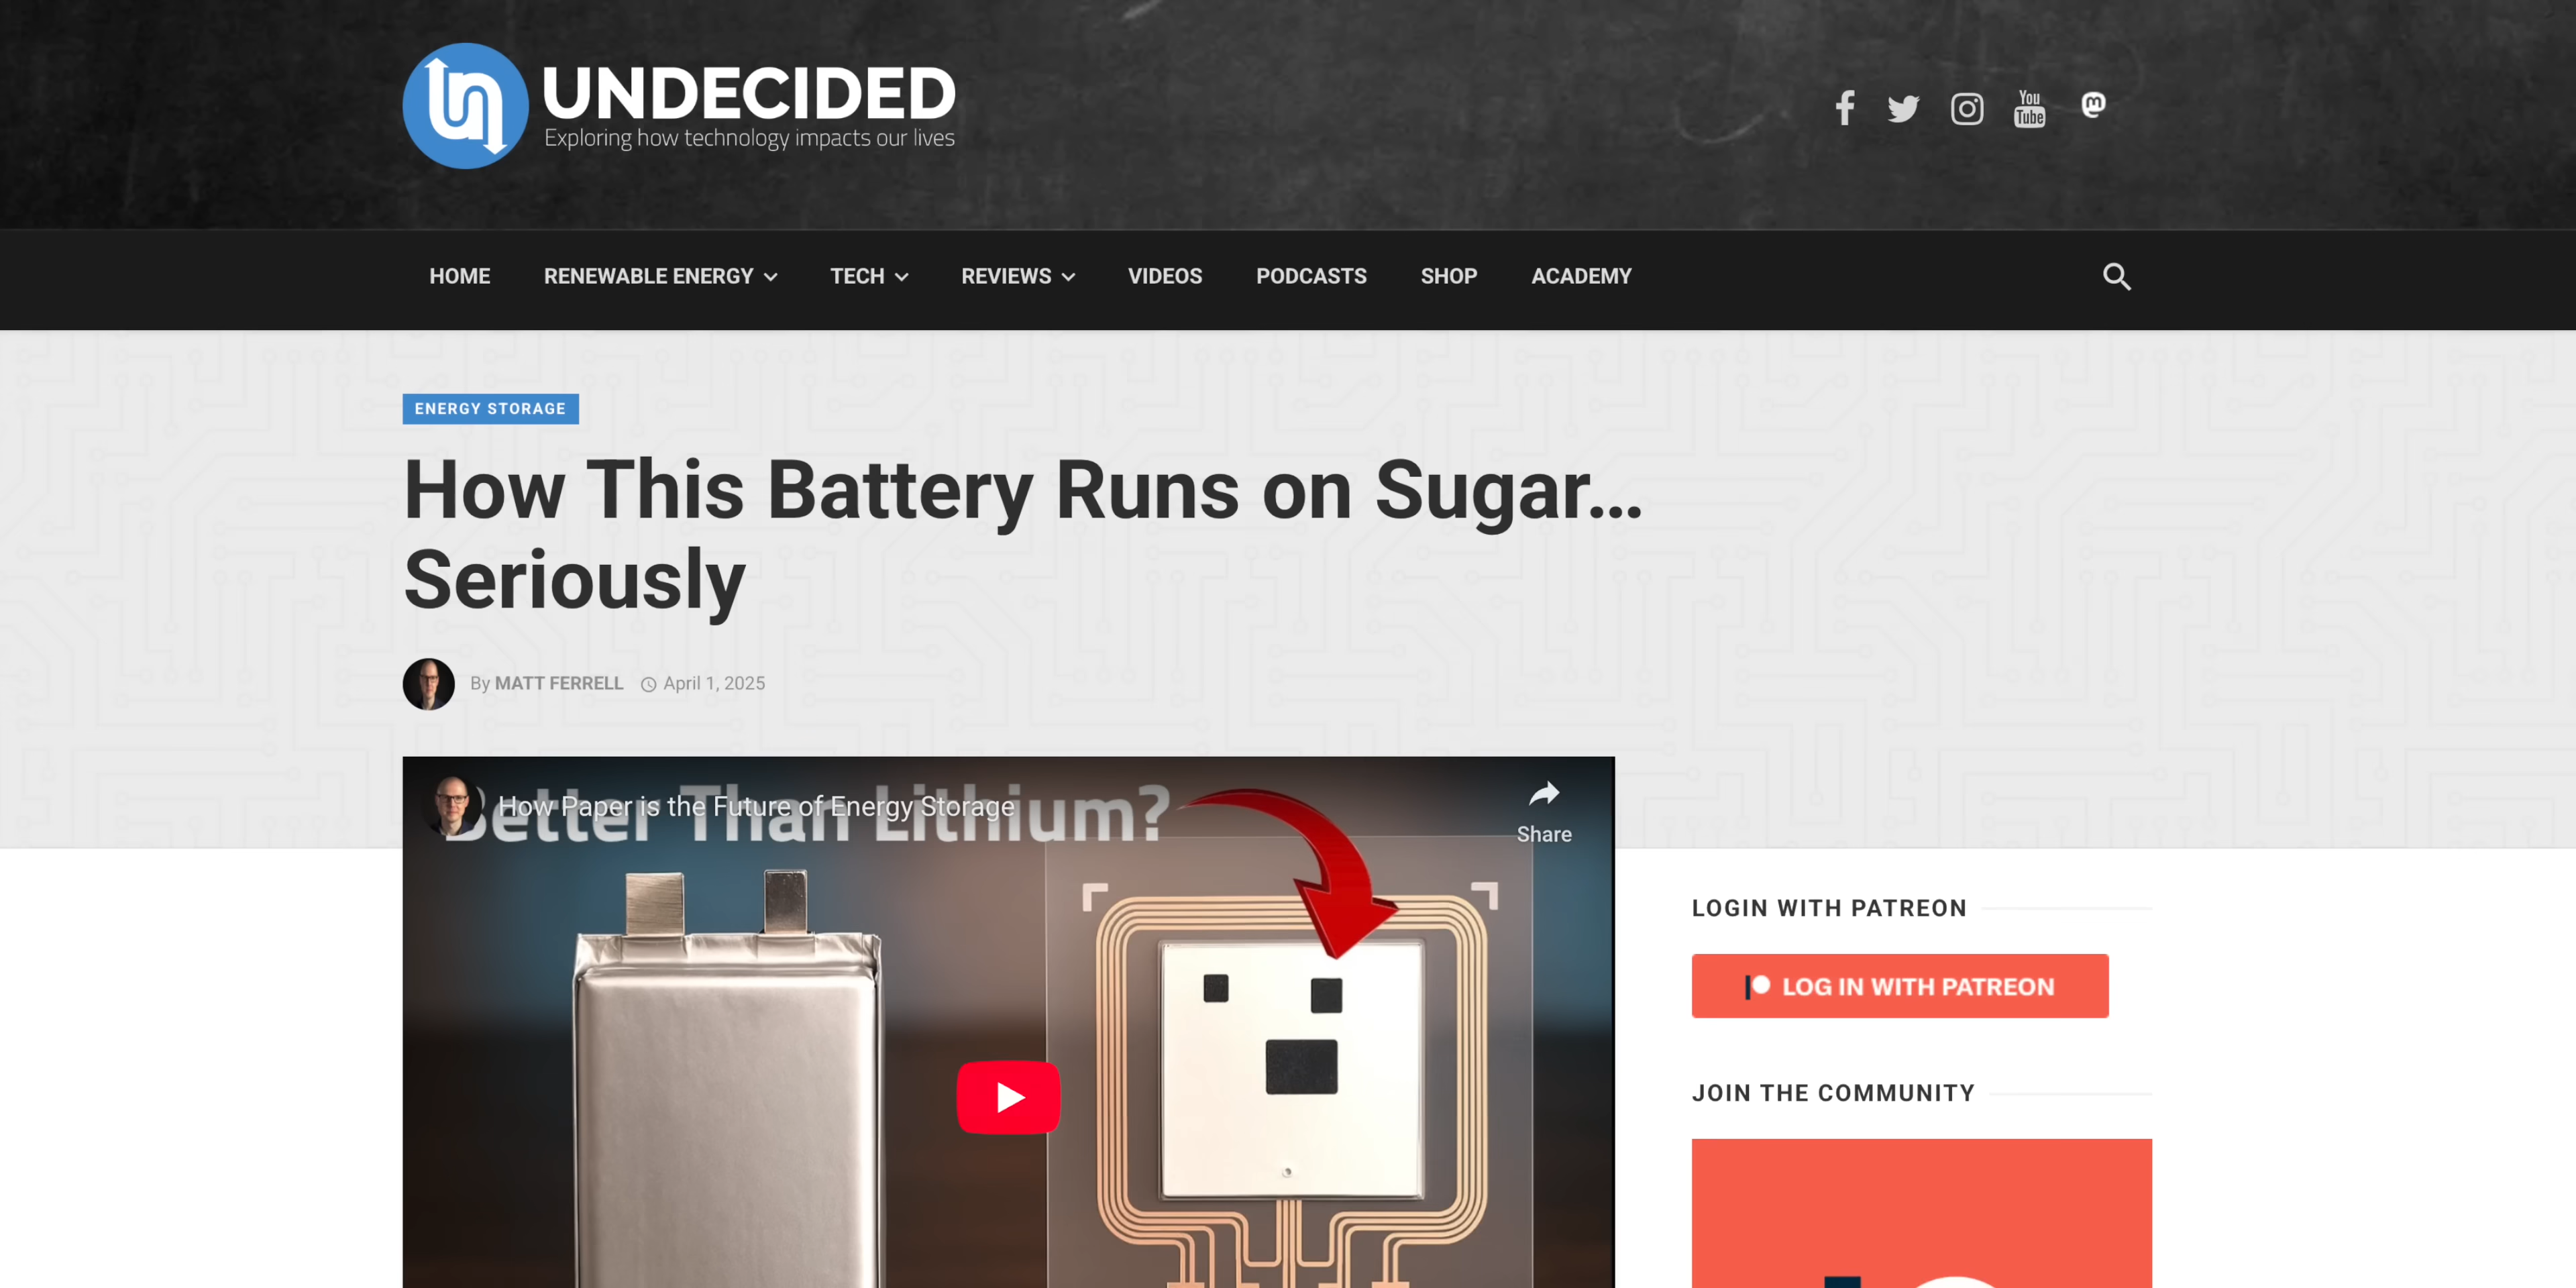 UNDECIDED
Exploring how technology impacts our lives
You
Tube
HOME RENEWABLE ENERGY TECH REVIEWS VIDEOS PODCASTS SHOP ACADEMY
ENERGY STORAGE
How This Battery Runs on Sugar…
Seriously
By MATT FERRELL April 1, 2025
Better Than Lithium?
How Paper is the Future of Energy Storage
Share
LOGIN WITH PATREON
LOG IN WITH PATREON
JOIN THE COMMUNITY